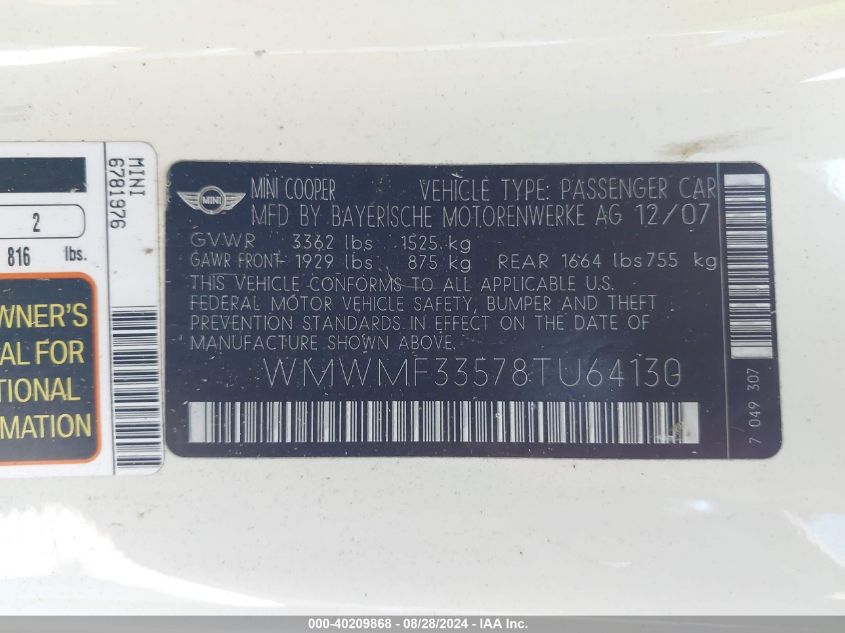 MINI
6781976
2
816 lbs.
WNER'S
AL FOR
TIONAL
MATION
MINI
MINI COOPER VEHICLE TYPE: PASSENGER CAR
MFD BY BAYERISCHE MOTORENWERKE AG 12/07
GVWR 3362 lbs 1525 kg
GAWR FRONT 1929 lbs 875 kg REAR 1664 lbs 755 kg
THIS VEHICLE CONFORMS TO ALL APPLICABLE U.S.
FEDERAL MOTOR VEHICLE SAFETY, BUMPER AND THEFT
PREVENTION STANDARDS IN EFFECT ON THE DATE OF
MANUFACTURE SHOWN ABOVE.
WMWMF33578TU64130
7 049 307
000-40209868 - 08/28/2024 - © IAA, Inc.